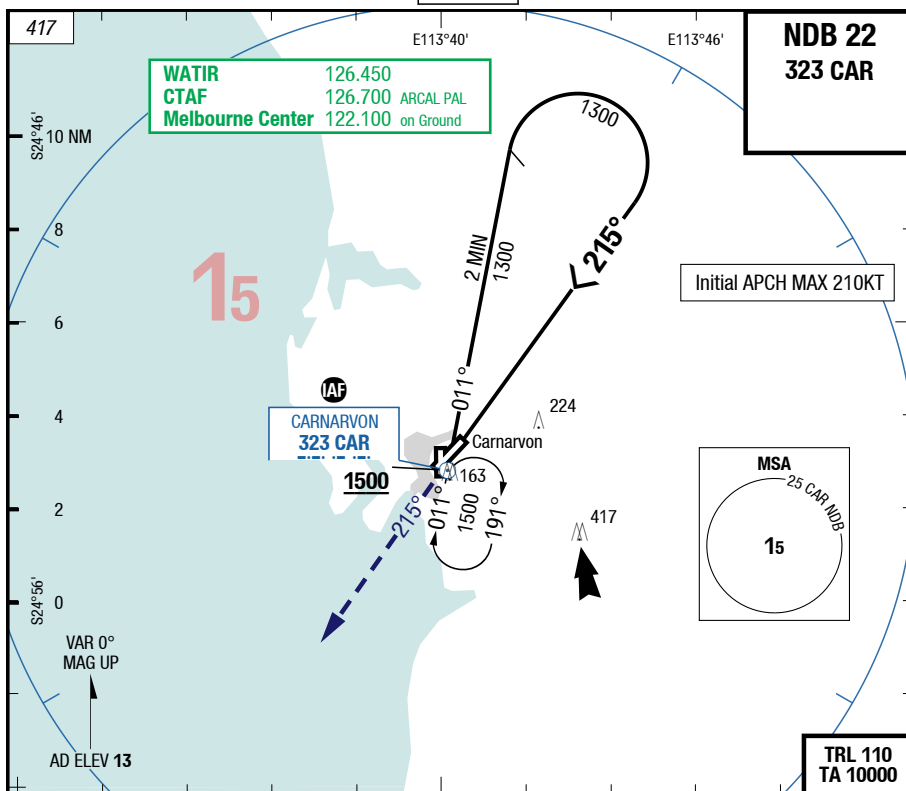 417
E113°40'
E113°46'
NDB 22
323 CAR
WATIR 126.450
CTAF 126.700 ARCAL PAL
Melbourne Center 122.100 on Ground
S24°46'
10 NM
1300
8
2 MIN
1300
215°
15
Initial APCH MAX 210KT
6
IAF
011°
4
224
CARNARVON
323 CAR
Carnarvon
1500
163
MSA
25 CAR NDB
15
215°
011°
1500
191°
2
417
S24°56'
0
VAR 0°
MAG UP
AD ELEV 13
TRL 110
TA 10000